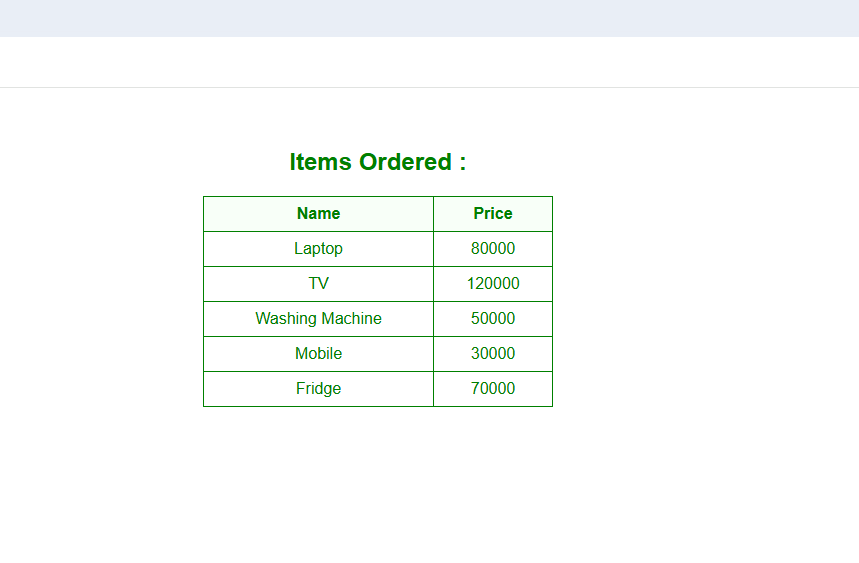 Items Ordered :
Name Price
Laptop 80000
TV 120000
Washing Machine 50000
Mobile 30000
Fridge 70000